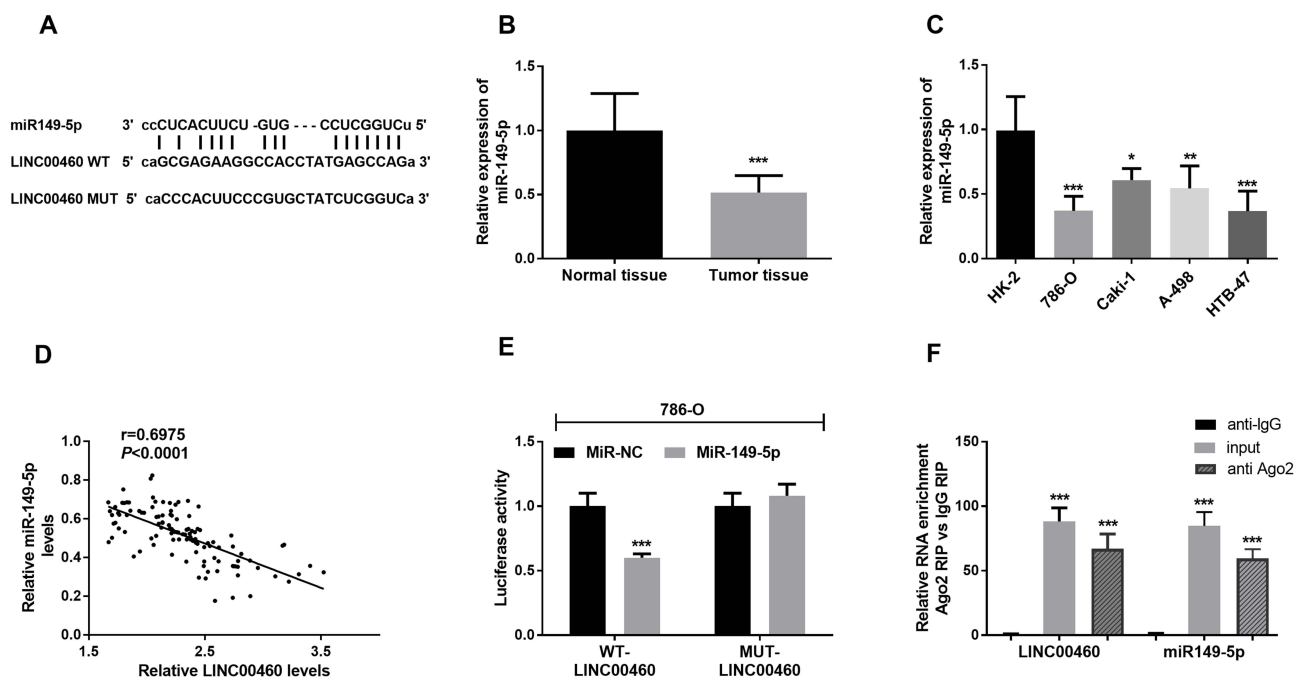 A
miR149-5p 3' ccCUCACUUCU -GUG - - - CCUCGGUCu 5'
LINC00460 WT 5' caGCGAGAAGGCCACCTATGAGCCAGa 3'
LINC00460 MUT 5' caCCCACUUCCCGUGCTATCUCGGUCa 3'
B
Relative expression of
miR-149-5p
1.5
1.0
0.5
0.0
***
Normal tissue Tumor tissue
C
Relative expression of
miR-149-5p
1.5
1.0
0.5
0.0
*** * ** ***
HK-2 786-O Caki-1 A-498 HTB-47
D
r=0.6975
P<0.0001
Relative miR-149-5p
levels
1.0
0.8
0.6
0.4
0.2
0.0
1.5 2.5 3.5
Relative LINC00460 levels
E
786-O
MiR-NC MiR-149-5p
Luciferase activity
1.5
1.0
0.5
0.0
***
WT-
LINC00460
MUT-
LINC00460
F
anti-IgG
input
anti Ago2
Relative RNA enrichment
Ago2 RIP vs IgG RIP
150
100
50
0
*** *** *** ***
LINC00460 miR149-5p